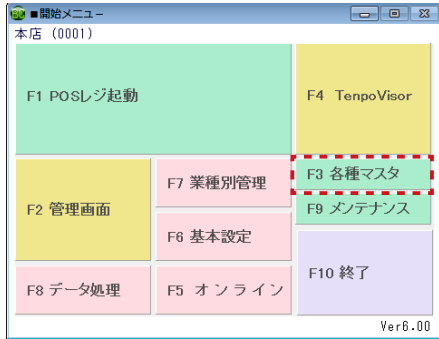 ■開始メニュー
本店 (0001)
F1 POSレジ起動
F4 TenpoVisor
F7 業種別管理
F3 各種マスタ
F2 管理画面
F9 メンテナンス
F6 基本設定
F10 終了
F8 データ処理
F5 オンライン
Ver6.00